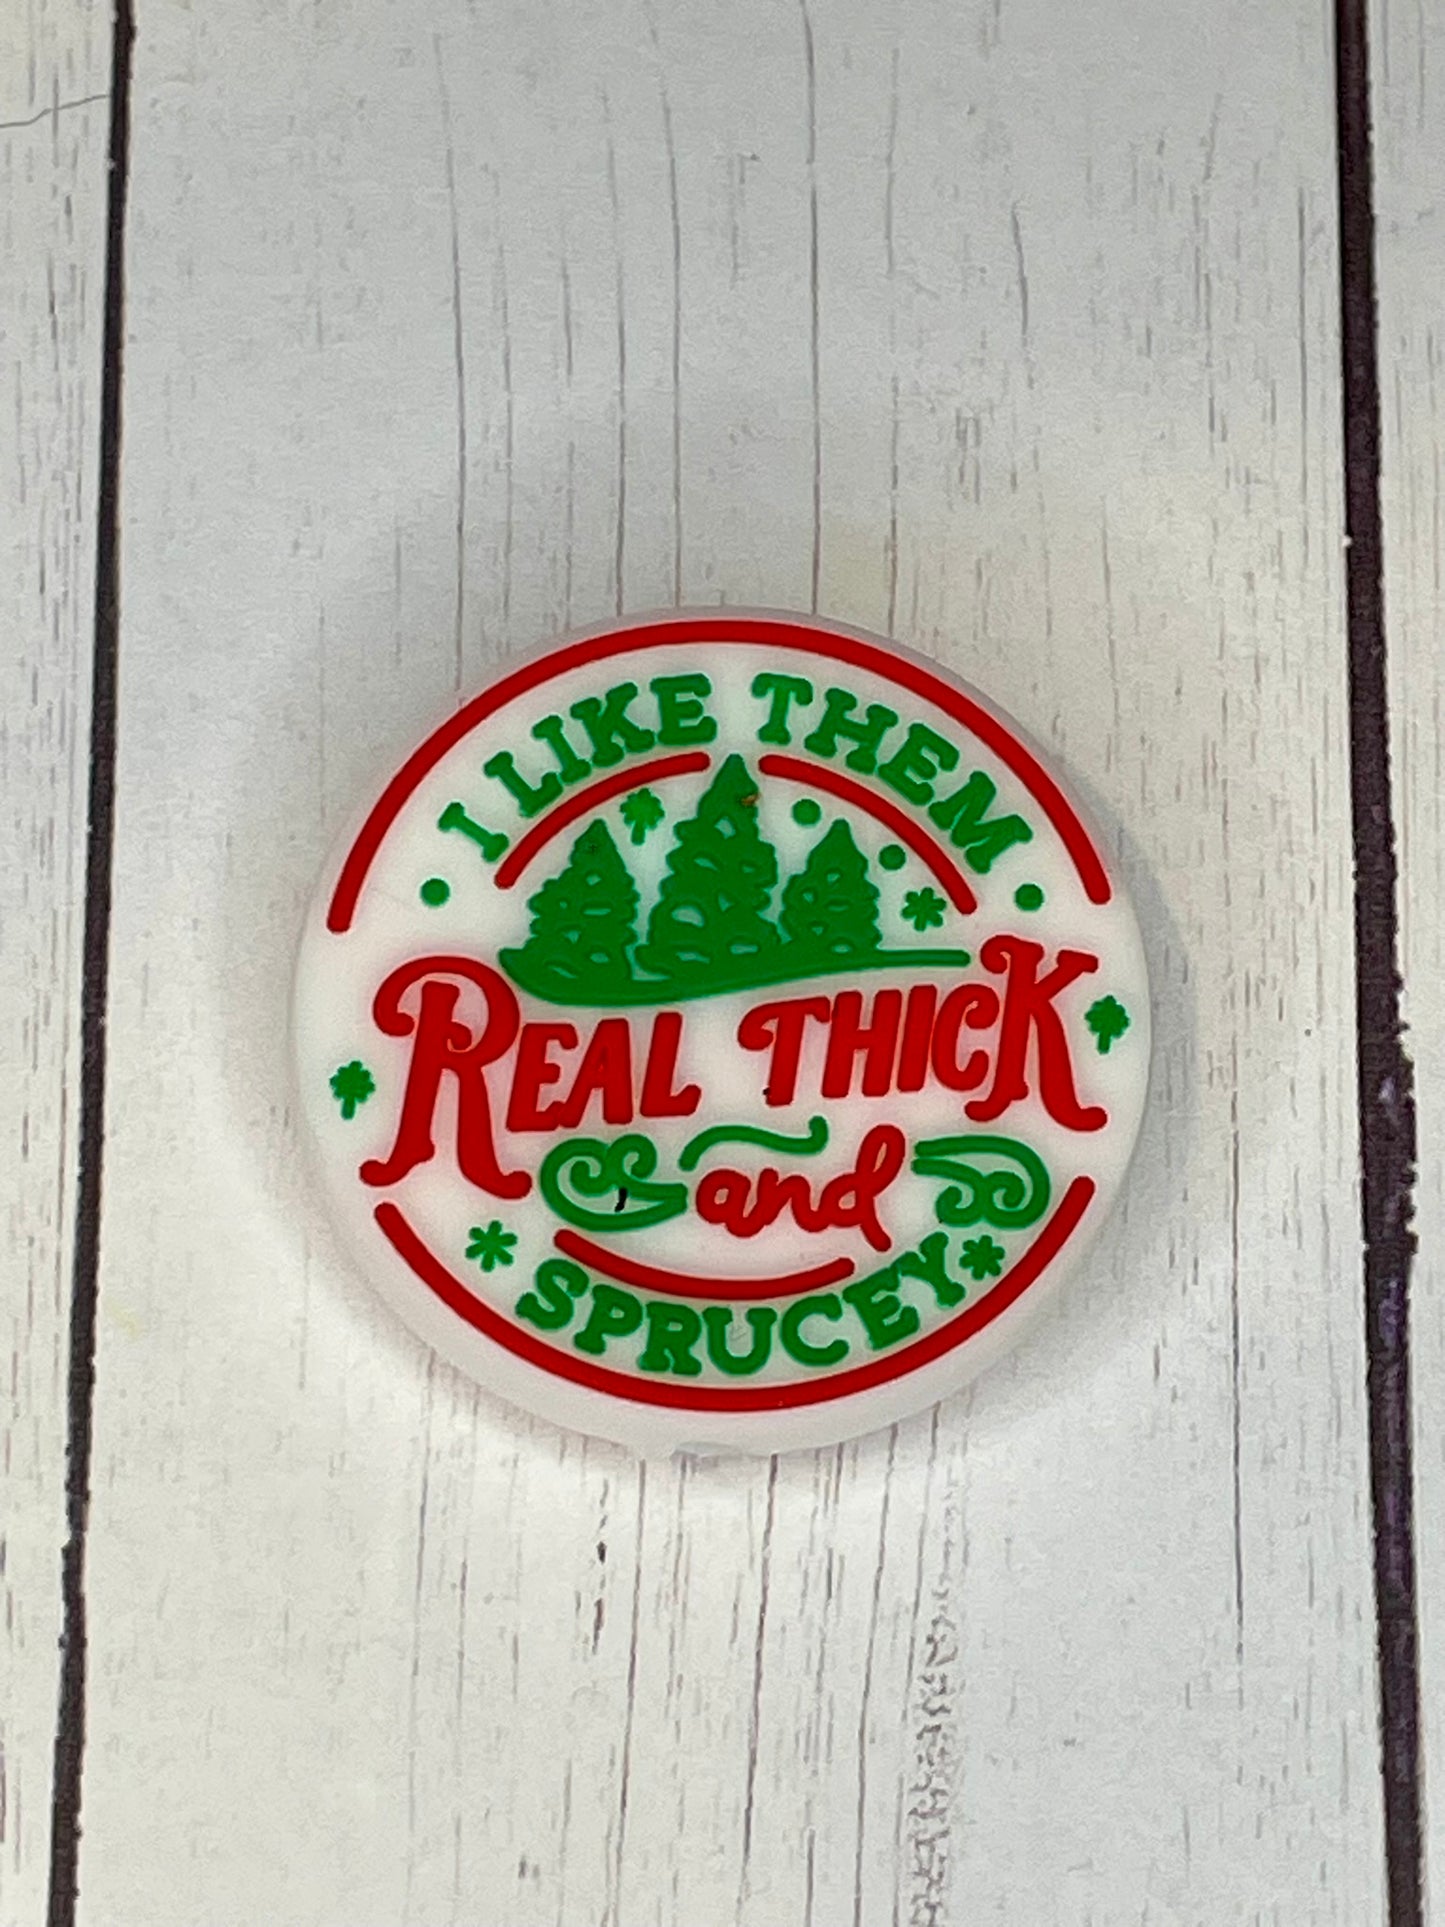 I LIKE THEM
REAL THICK
and
SPRUCEY